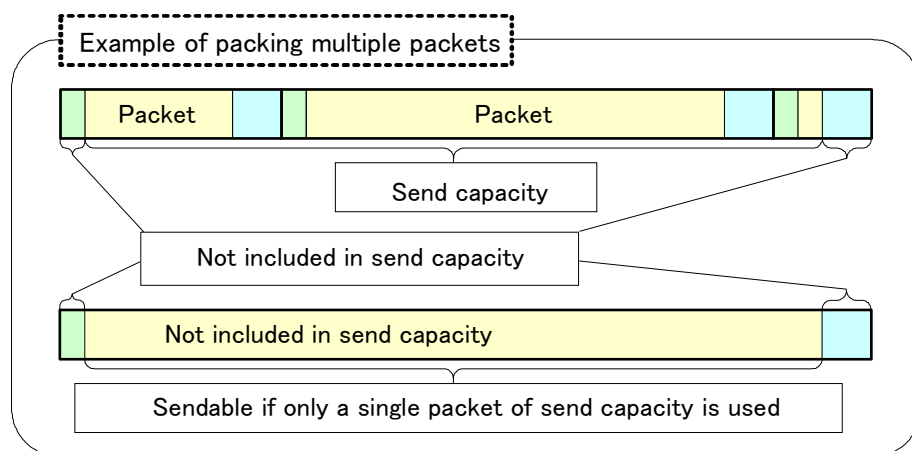 Example of packing multiple packets
Packet Packet
Send capacity
Not included in send capacity
Not included in send capacity
Sendable if only a single packet of send capacity is used